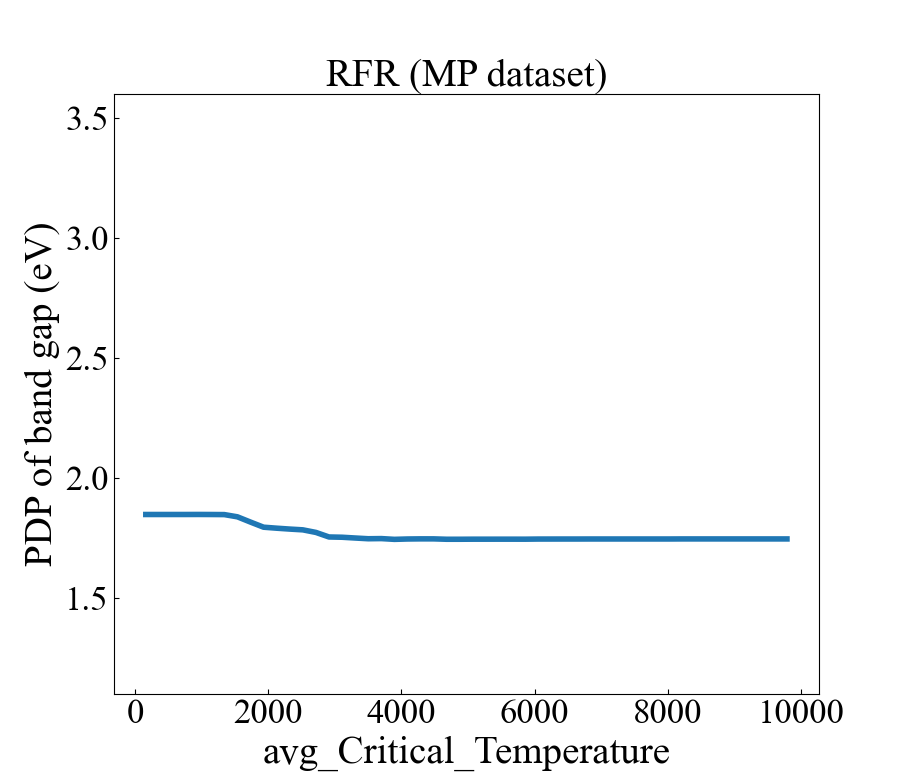 RFR (MP dataset)
PDP of band gap (eV)
3.5
3.0
2.5
2.0
1.5
0 2000 4000 6000 8000 10000
avg_Critical_Temperature